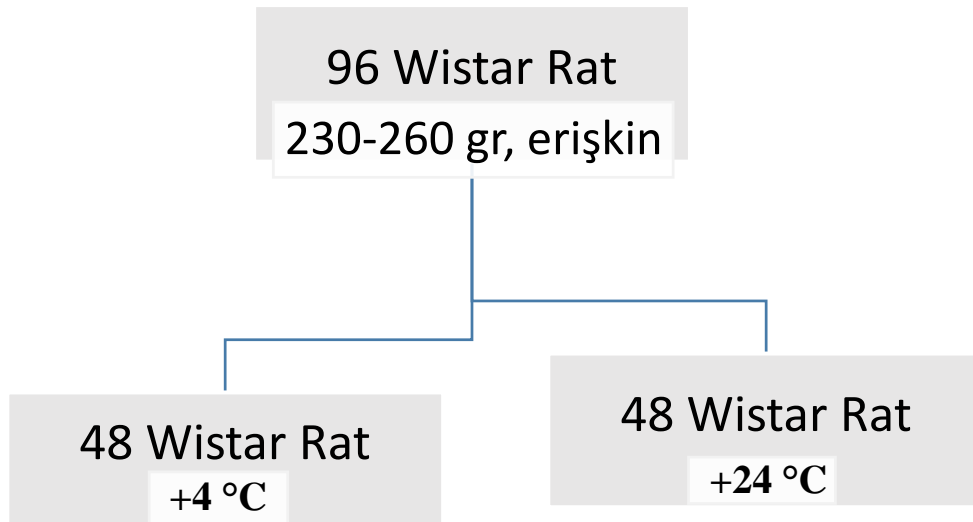 96 Wistar Rat
230-260 gr, erişkin
48 Wistar Rat
+4 °C
48 Wistar Rat
+24 °C